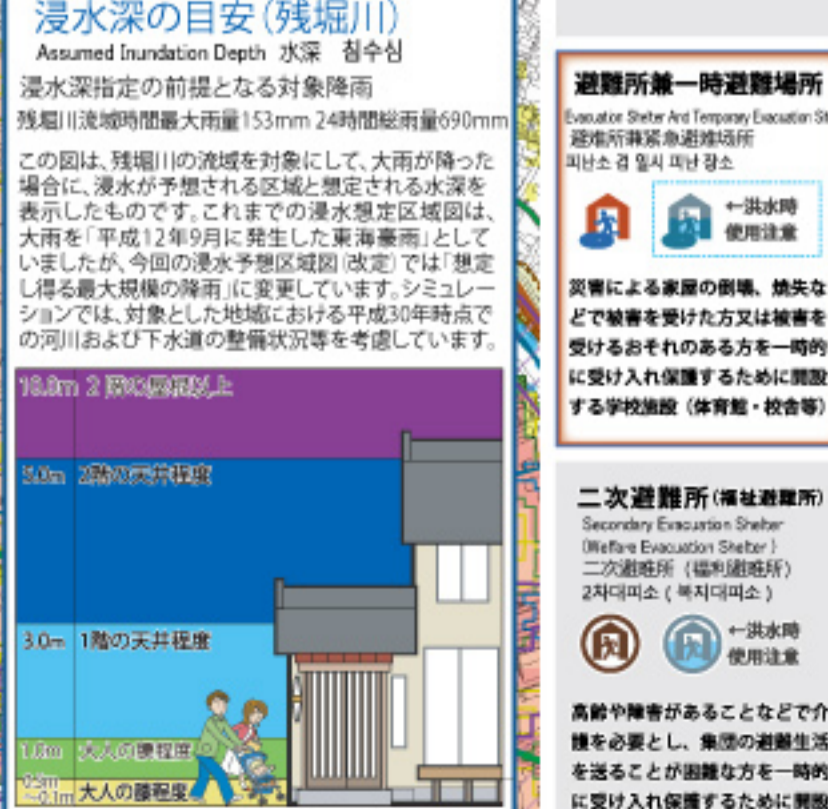 浸水深の目安(残堀川)
Assumed Inundation Depth 水深 침수심
浸水深指定の前提となる対象降雨
残堀川流域時間最大雨量153mm 24時間総雨量690mm
この図は、残堀川の流域を対象にして、大雨が降った
場合に、浸水が予想される区域と想定される水深を
表示したものです。これまでの浸水想定区域図は、
大雨を「平成12年9月に発生した東海豪雨」として
いましたが、今回の浸水予想区域図(改定)では「想定
し得る最大規模の降雨」に変更しています。シミュレー
ションでは、対象とした地域における平成30年時点で
の河川および下水道の整備状況等を考慮しています。
10.0m 2階の屋根以上
5.0m 2階の天井程度
3.0m 1階の天井程度
1.0m 大人の腰程度
0.5m
~0.1m 大人の膝程度
避難所兼一時避難場所
Evacuation Shelter And Temporary Evacuation
避难所兼紧急避难场所
피난소 겸 일시 피난 장소
←洪水時
使用注意
災害による家屋の倒壊、焼失な
どで被害を受けた方又は被害を
受けるおそれのある方を一時的
に受け入れ保護するために開設
する学校施設(体育館・校舎等)
二次避難所(福祉避難所)
Secondary Evacuation Shelter
(Welfare Evacuation Shelter)
二次避难所(福利避难所)
2차대피소(복지대피소)
←洪水時
使用注意
高齢や障害があることなどで介
護を必要とし、集団の避難生活
を送ることが困難な方を一時的
に受け入れ保護するために開設